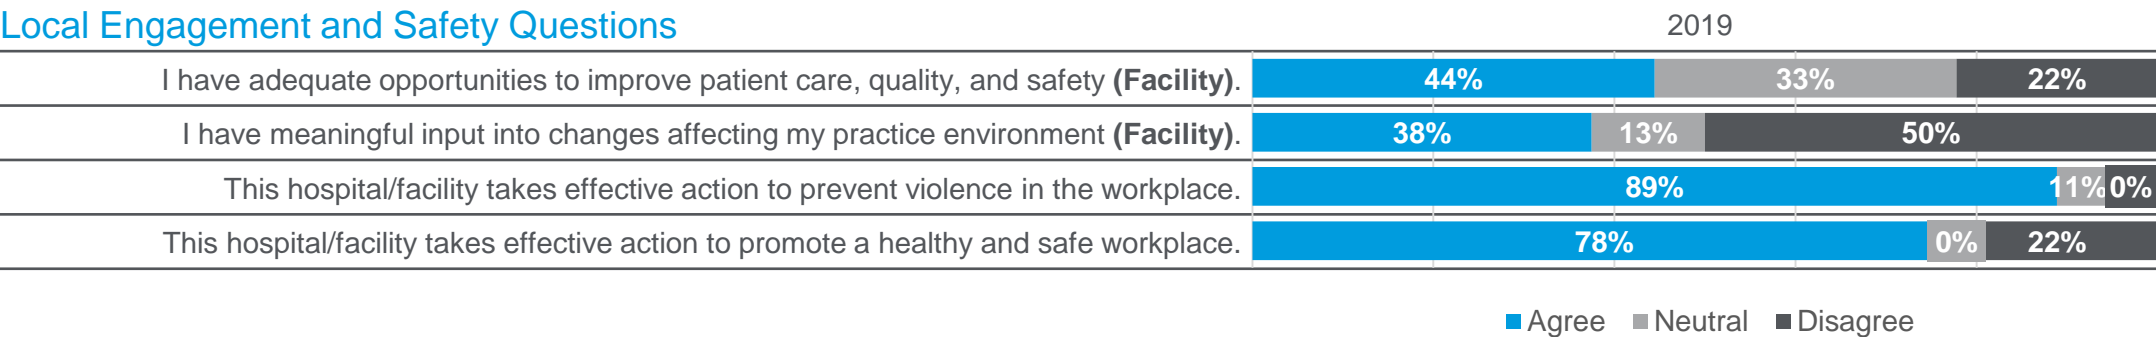 Local Engagement and Safety Questions 2019
I have adequate opportunities to improve patient care, quality, and safety (Facility). 44% 33% 22%
I have meaningful input into changes affecting my practice environment (Facility). 38% 13% 50%
This hospital/facility takes effective action to prevent violence in the workplace. 89% 11% 0%
This hospital/facility takes effective action to promote a healthy and safe workplace. 78% 0% 22%
Agree Neutral Disagree